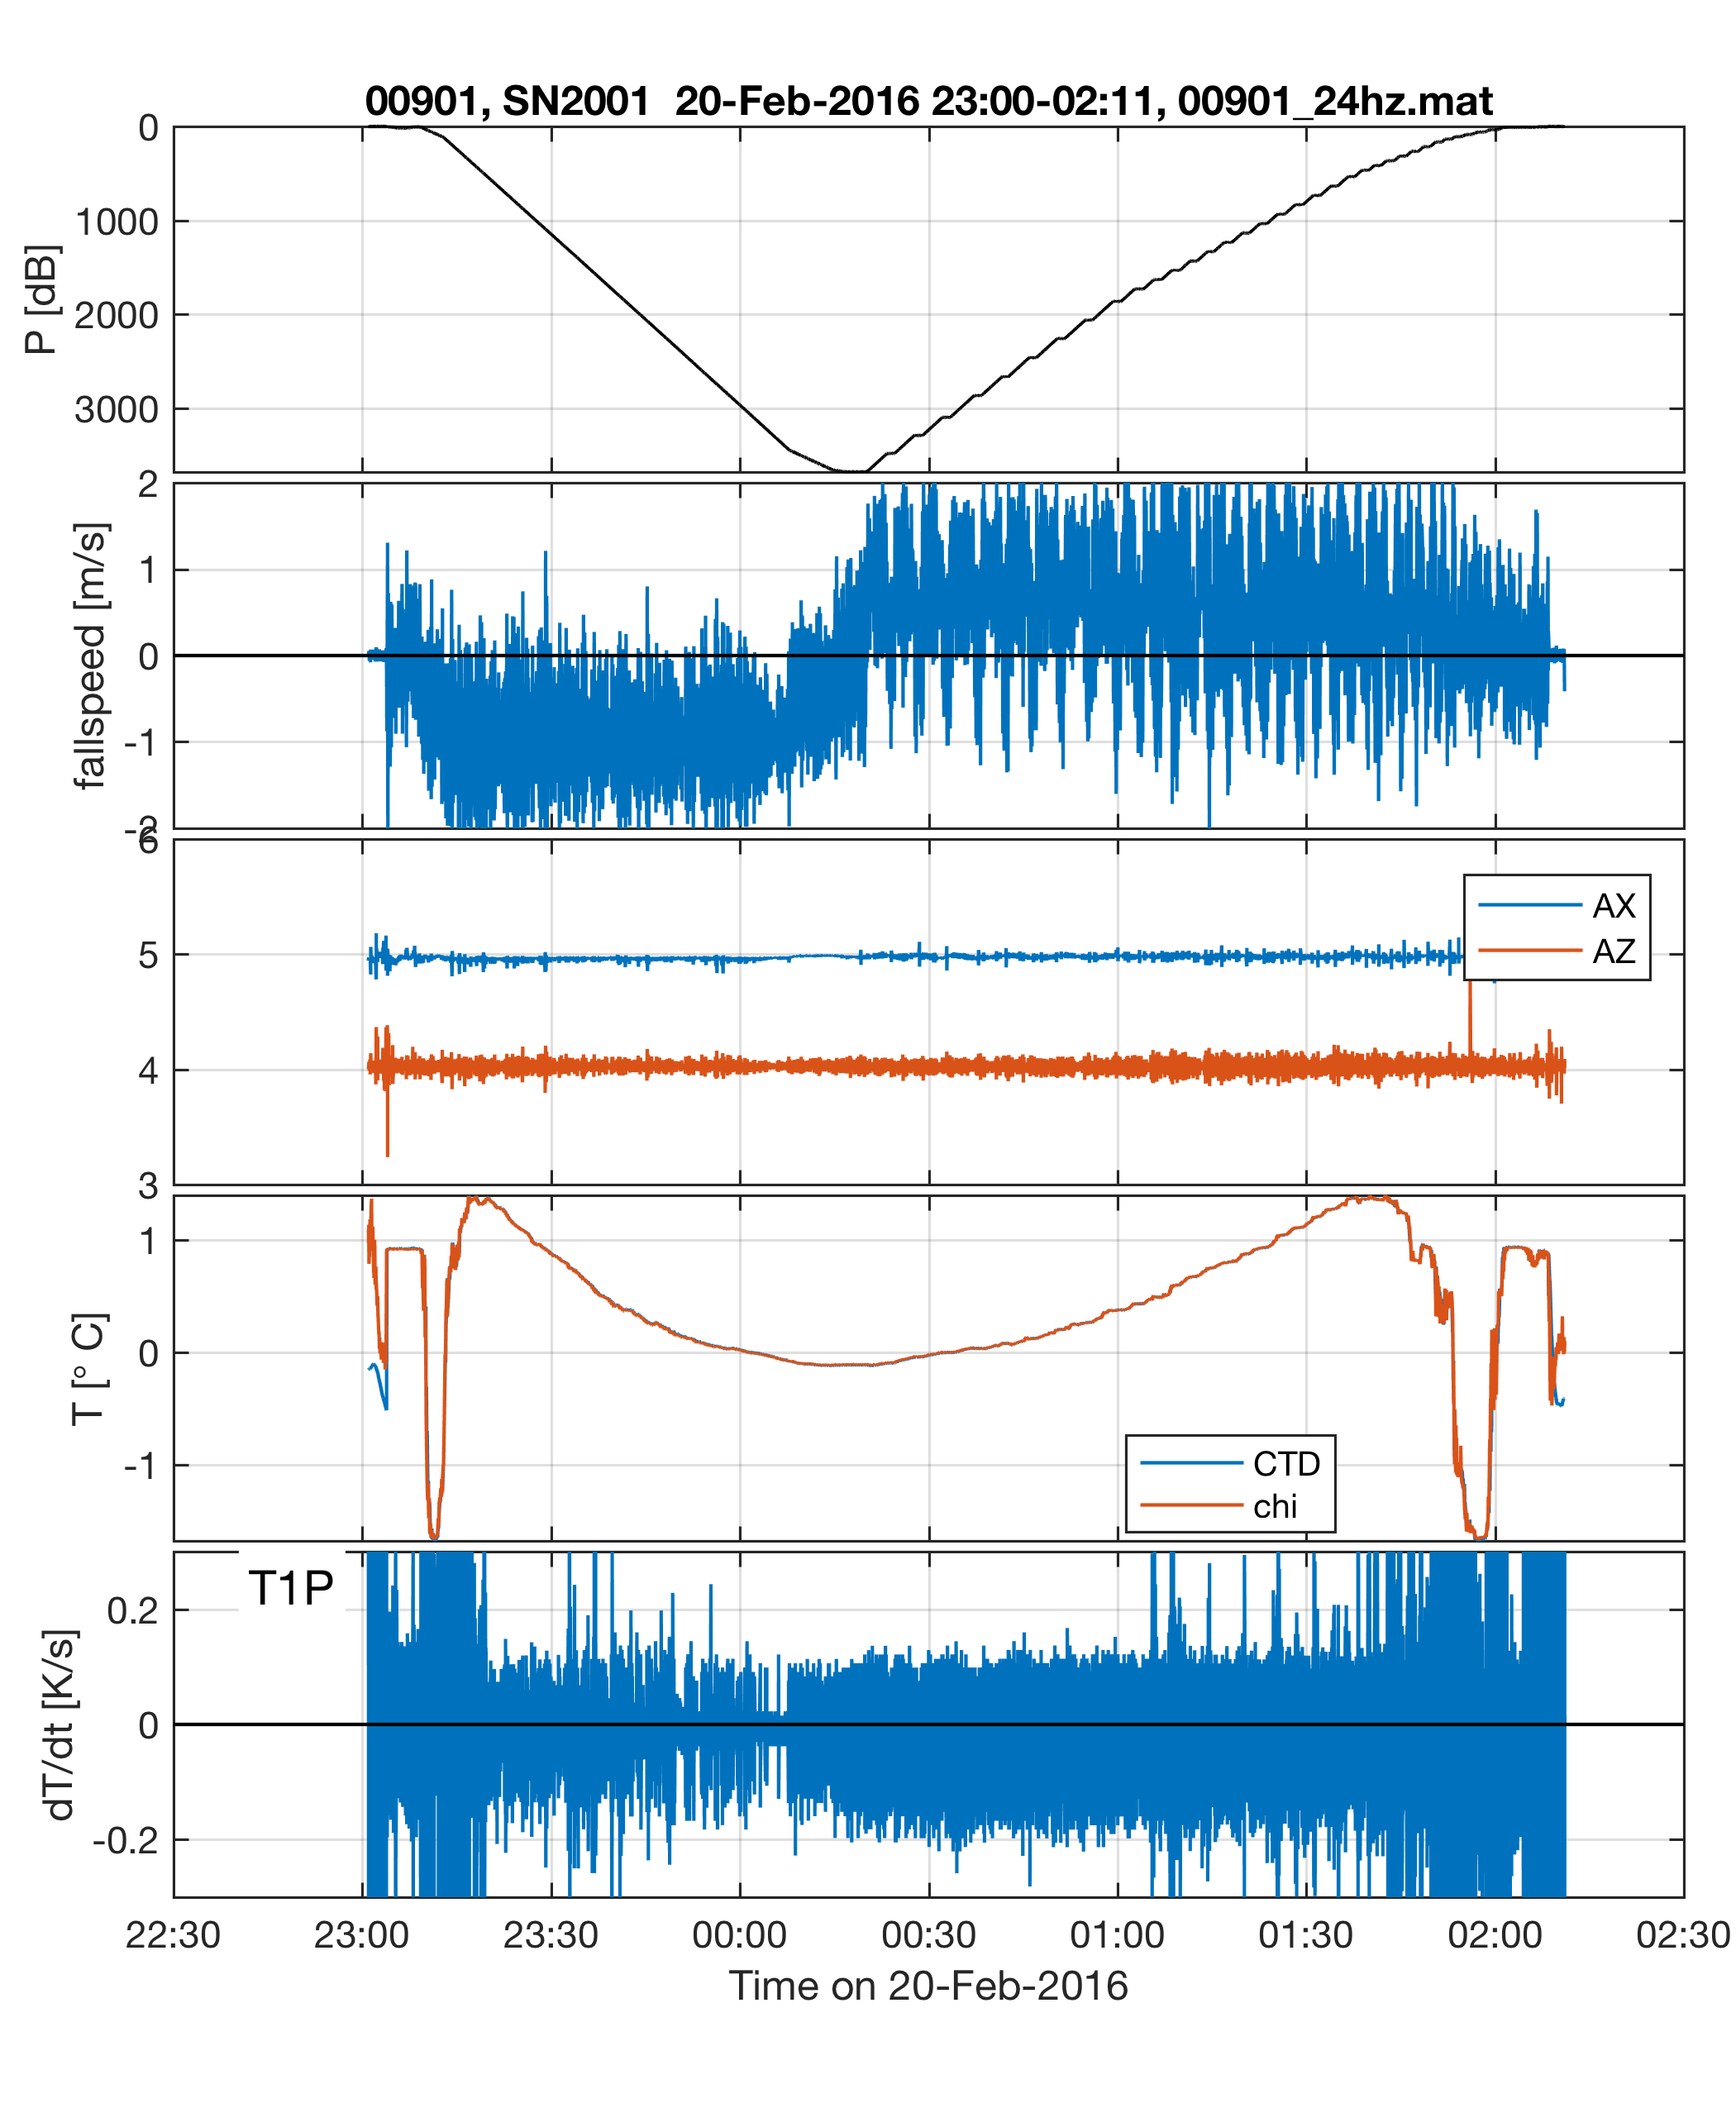 00901, SN2001  20-Feb-2016 23:00-02:11, 00901_24hz.mat
0
1000
2000
3000
P [dB]
2
1
0
-1
-2
fallspeed [m/s]
6
5
4
3
AX
AZ
3
1
0
-1
T [° C]
CTD
chi
T1P
0.2
0
-0.2
dT/dt [K/s]
22:30 23:00 23:30 00:00 00:30 01:00 01:30 02:00 02:30
Time on 20-Feb-2016